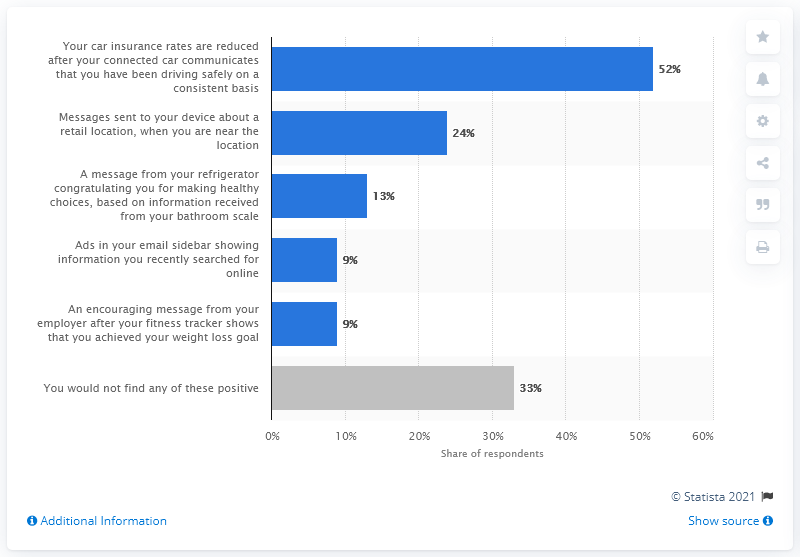 Your car insurance rates are reduced
after your connected car communicates
that you have been driving safely on a
consistent basis
52%
Messages sent to your device about a
retail location, when you are near the
location
24%
A message from your refrigerator
congratulating you for making healthy
choices, based on information received
from your bathroom scale
13%
Ads in your email sidebar showing
information you recently searched for
online
9%
An encouraging message from your
employer after your fitness tracker shows
that you achieved your weight loss goal
9%
You would not find any of these positive
33%
0% 10% 20% 30% 40% 50% 60%
Share of respondents
© Statista 2021
Additional Information
Show source